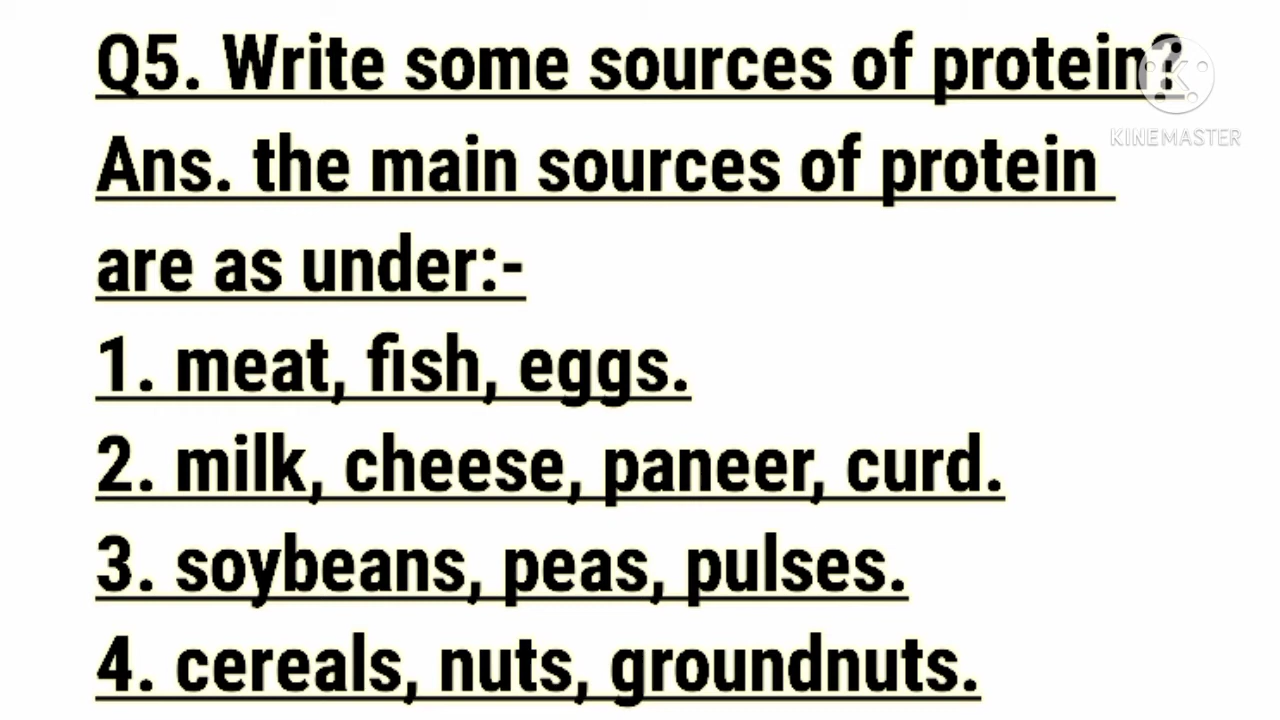 Q5. Write some sources of protein?
KINEMASTER
Ans. the main sources of protein
are as under:-
1. meat, fish, eggs.
2. milk, cheese, paneer, curd.
3. soybeans, peas, pulses.
4. cereals, nuts, groundnuts.